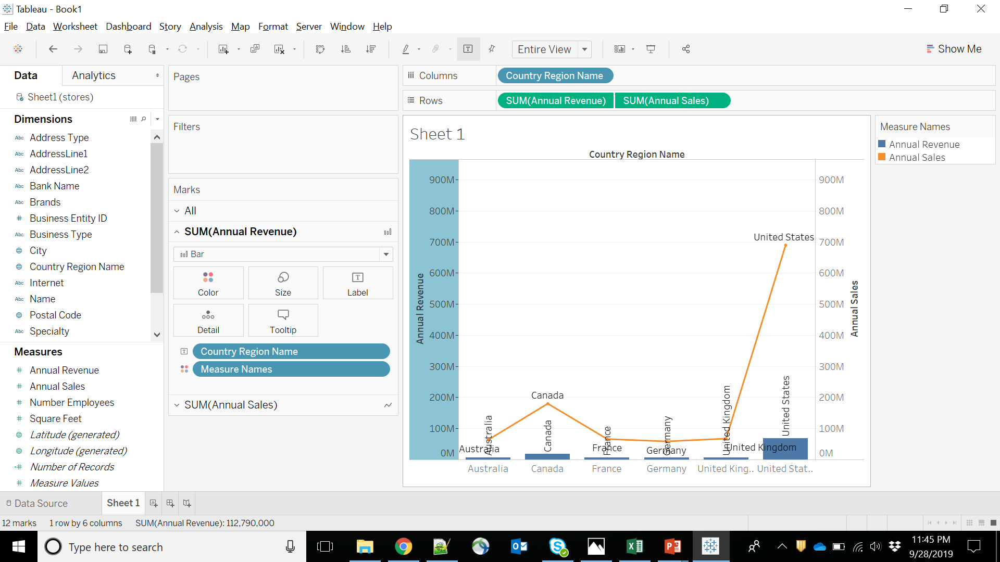 Tableau - Book1
File Data Worksheet Dashboard Story Analysis Map Format Server Window Help
Entire View
Show Me
Data
Analytics
Sheet1 (stores)
Dimensions
Abc Address Type
Abc AddressLine1
Abc AddressLine2
Abc Bank Name
Abc Brands
# Business Entity ID
Abc Business Type
City
Country Region Name
Abc Internet
Abc Name
Postal Code
Abc Specialty
Measures
# Annual Revenue
# Annual Sales
# Number Employees
# Square Feet
Latitude (generated)
Longitude (generated)
=# Number of Records
# Measure Values
Pages
Filters
Marks
All
SUM(Annual Revenue)
Bar
Color
Size
T
Label
Detail
Tooltip
T Country Region Name
Measure Names
SUM(Annual Sales)
Columns
Country Region Name
Rows
SUM(Annual Revenue)
SUM(Annual Sales)
Sheet 1
Country Region Name
900M
800M
700M
600M
500M
400M
300M
200M
100M
0M
Annual Revenue
United States
Canada
Australia
France
Germany
United Kingdom
Australia
Canada
France
Germany
United Kingdom
United States
Australia
Canada
France
Germany
United King..
United Stat..
900M
800M
700M
600M
500M
400M
300M
200M
100M
0M
Annual Sales
Measure Names
Annual Revenue
Annual Sales
Data Source
Sheet 1
12 marks
1 row by 6 columns
SUM(Annual Revenue): 112,790,000
Type here to search
11:45 PM
9/28/2019